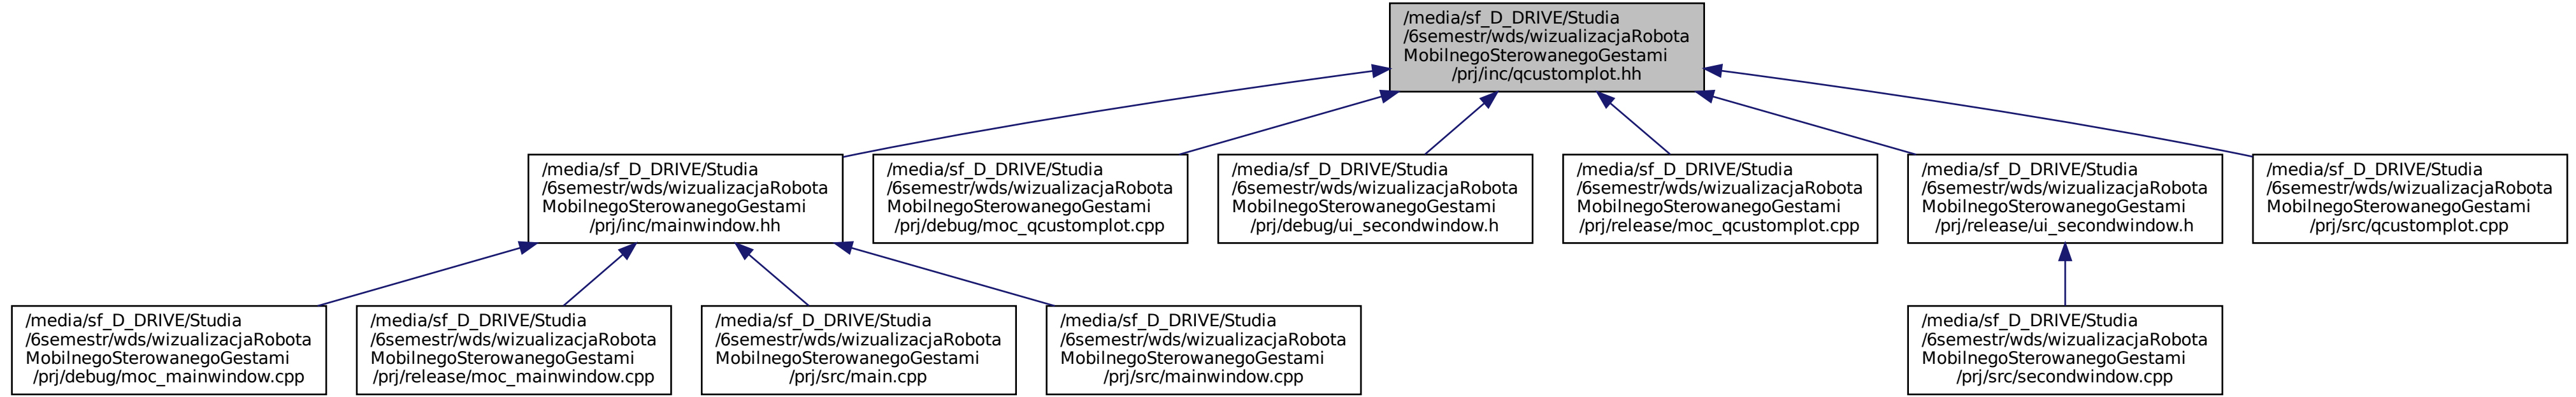 /media/sf_D_DRIVE/Studia
/6semestr/wds/wizualizacjaRobota
MobilnegoSterowanegoGestami
/prj/inc/qcustomplot.hh
/media/sf_D_DRIVE/Studia
/6semestr/wds/wizualizacjaRobota
MobilnegoSterowanegoGestami
/prj/inc/mainwindow.hh
/media/sf_D_DRIVE/Studia
/6semestr/wds/wizualizacjaRobota
MobilnegoSterowanegoGestami
/prj/debug/moc_qcustomplot.cpp
/media/sf_D_DRIVE/Studia
/6semestr/wds/wizualizacjaRobota
MobilnegoSterowanegoGestami
/prj/debug/ui_secondwindow.h
/media/sf_D_DRIVE/Studia
/6semestr/wds/wizualizacjaRobota
MobilnegoSterowanegoGestami
/prj/release/moc_qcustomplot.cpp
/media/sf_D_DRIVE/Studia
/6semestr/wds/wizualizacjaRobota
MobilnegoSterowanegoGestami
/prj/release/ui_secondwindow.h
/media/sf_D_DRIVE/Studia
/6semestr/wds/wizualizacjaRobota
MobilnegoSterowanegoGestami
/prj/src/qcustomplot.cpp
/media/sf_D_DRIVE/Studia
/6semestr/wds/wizualizacjaRobota
MobilnegoSterowanegoGestami
/prj/debug/moc_mainwindow.cpp
/media/sf_D_DRIVE/Studia
/6semestr/wds/wizualizacjaRobota
MobilnegoSterowanegoGestami
/prj/release/moc_mainwindow.cpp
/media/sf_D_DRIVE/Studia
/6semestr/wds/wizualizacjaRobota
MobilnegoSterowanegoGestami
/prj/src/main.cpp
/media/sf_D_DRIVE/Studia
/6semestr/wds/wizualizacjaRobota
MobilnegoSterowanegoGestami
/prj/src/mainwindow.cpp
/media/sf_D_DRIVE/Studia
/6semestr/wds/wizualizacjaRobota
MobilnegoSterowanegoGestami
/prj/src/secondwindow.cpp